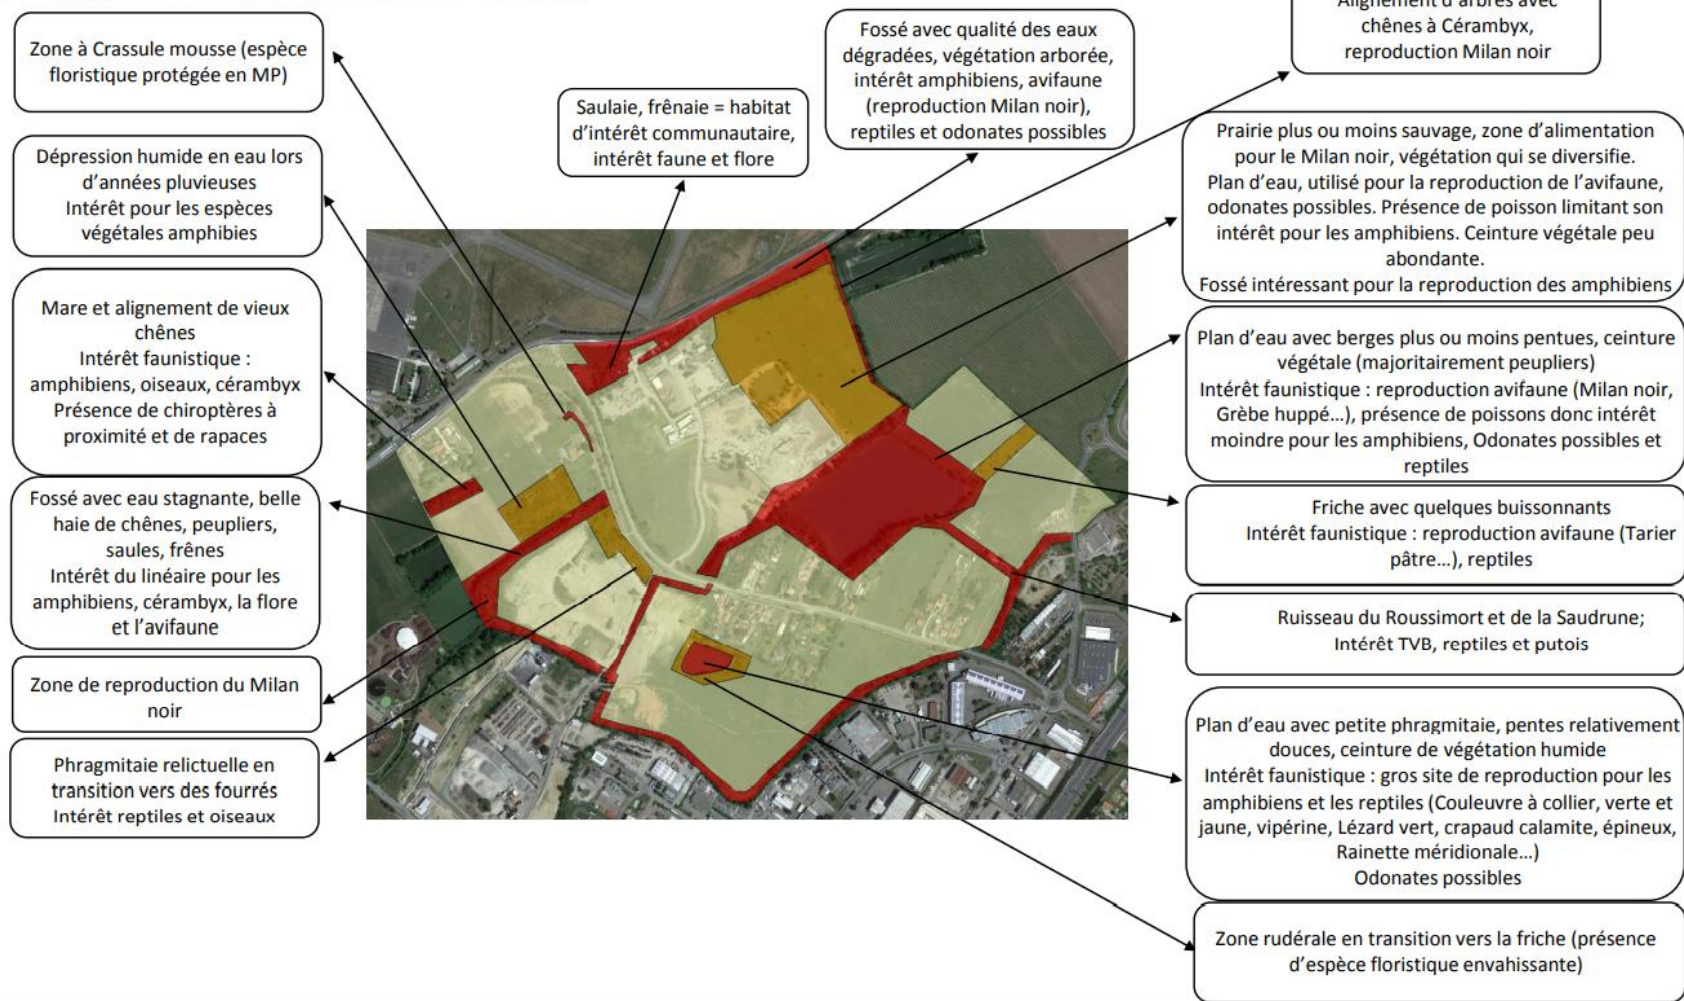 Zone à Crassule mousse (espèce
floristique protégée en MP)
Dépression humide en eau lors
d'années pluvieuses
Intérêt pour les espèces
végétales amphibies
Mare et alignement de vieux
chênes
Intérêt faunistique :
amphibiens, oiseaux, cérambyx
Présence de chiroptères à
proximité et de rapaces
Fossé avec eau stagnante, belle
haie de chênes, peupliers,
saules, frênes
Intérêt du linéaire pour les
amphibiens, cérambyx, la flore
et l'avifaune
Zone de reproduction du Milan
noir
Phragmitaie relictuelle en
transition vers des fourrés
Intérêt reptiles et oiseaux
Saulaie, frênaie = habitat
d'intérêt communautaire,
intérêt faune et flore
Fossé avec qualité des eaux
dégradées, végétation arborée,
intérêt amphibiens, avifaune
(reproduction Milan noir),
reptiles et odonates possibles
Alignement d'arbres avec
chênes à Cérambyx,
reproduction Milan noir
Prairie plus ou moins sauvage, zone d'alimentation
pour le Milan noir, végétation qui se diversifie.
Plan d'eau, utilisé pour la reproduction de l'avifaune,
odonates possibles. Présence de poisson limitant son
intérêt pour les amphibiens. Ceinture végétale peu
abondante.
Fossé intéressant pour la reproduction des amphibiens
Plan d'eau avec berges plus ou moins pentues, ceinture
végétale (majoritairement peupliers)
Intérêt faunistique : reproduction avifaune (Milan noir,
Grèbe huppé...), présence de poissons donc intérêt
moindre pour les amphibiens, Odonates possibles et
reptiles
Friche avec quelques buissonnants
Intérêt faunistique : reproduction avifaune (Tarier
pâtre...), reptiles
Ruisseau du Roussimort et de la Saudrune;
Intérêt TVB, reptiles et putois
Plan d'eau avec petite phragmitaie, pentes relativement
douces, ceinture de végétation humide
Intérêt faunistique : gros site de reproduction pour les
amphibiens et les reptiles (Couleuvre à collier, verte et
jaune, vipérine, Lézard vert, crapaud calamite, épineux,
Rainette méridionale...)
Odonates possibles
Zone rudérale en transition vers la friche (présence
d'espèce floristique envahissante)